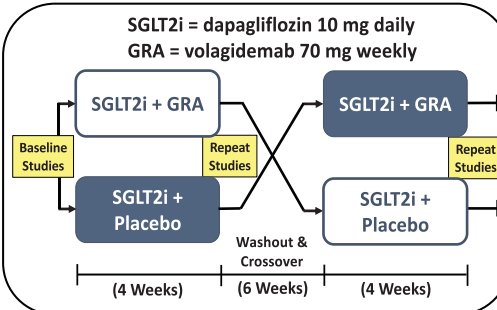 SGLT2i = dapagliflozin 10 mg daily
GRA = volagidemab 70 mg weekly
SGLT2i + GRA
SGLT2i + GRA
Baseline
Studies
Repeat
Studies
Repeat
Studies
SGLT2i +
Placebo
SGLT2i +
Placebo
Washout &
Crossover
(4 Weeks)
(6 Weeks)
(4 Weeks)